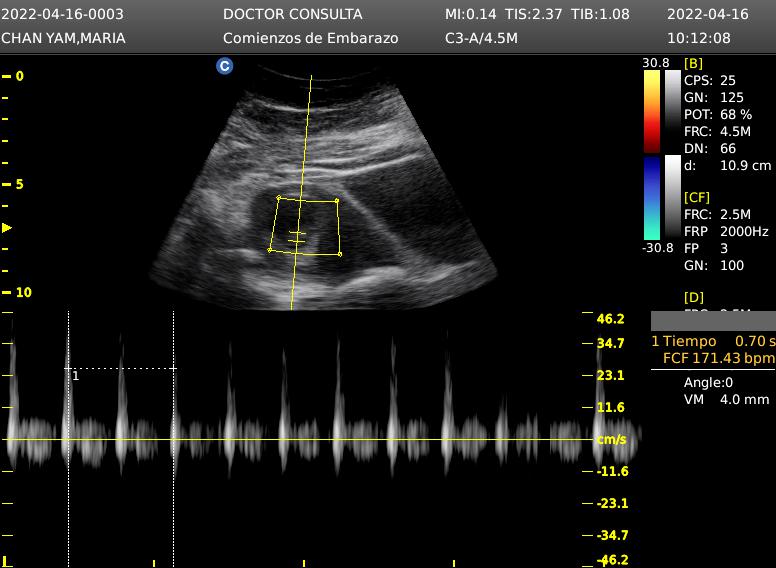 2022-04-16-0003 DOCTOR CONSULTA MI:0.14 TIS:2.37 TIB:1.08 2022-04-16
CHAN YAM,MARIA Comienzos de Embarazo C3-A/4.5M 10:12:08
C
0
5
10
30.8
-30.8
[B]
CPS: 25
GN: 125
POT: 68 %
FRC: 4.5M
DN: 66
d: 10.9 cm
[CF]
FRC: 2.5M
FRP 2000Hz
FP 3
GN: 100
[D]
1 Tiempo 0.70 s
FCF 171.43 bpm
Angle:0
VM 4.0 mm
1
46.2
34.7
23.1
11.6
cm/s
-11.6
-23.1
-34.7
-46.2